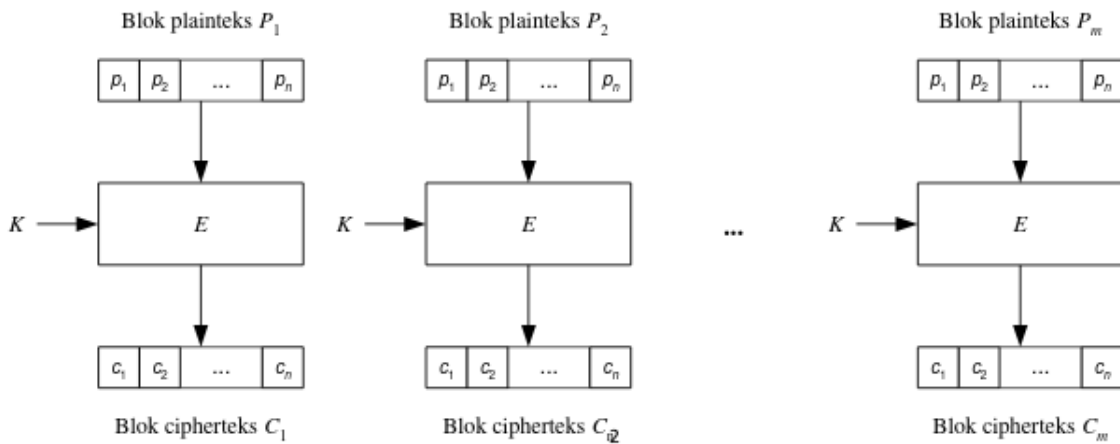 Blok plainteks P1 Blok plainteks P2 Blok plainteks Pm
p1 p2 ... pn p1 p2 ... pn p1 p2 ... pn
K E K E ... K E
c1 c2 ... cn c1 c2 ... cn c1 c2 ... cn
Blok cipherteks C1 Blok cipherteks C2 Blok cipherteks Cm